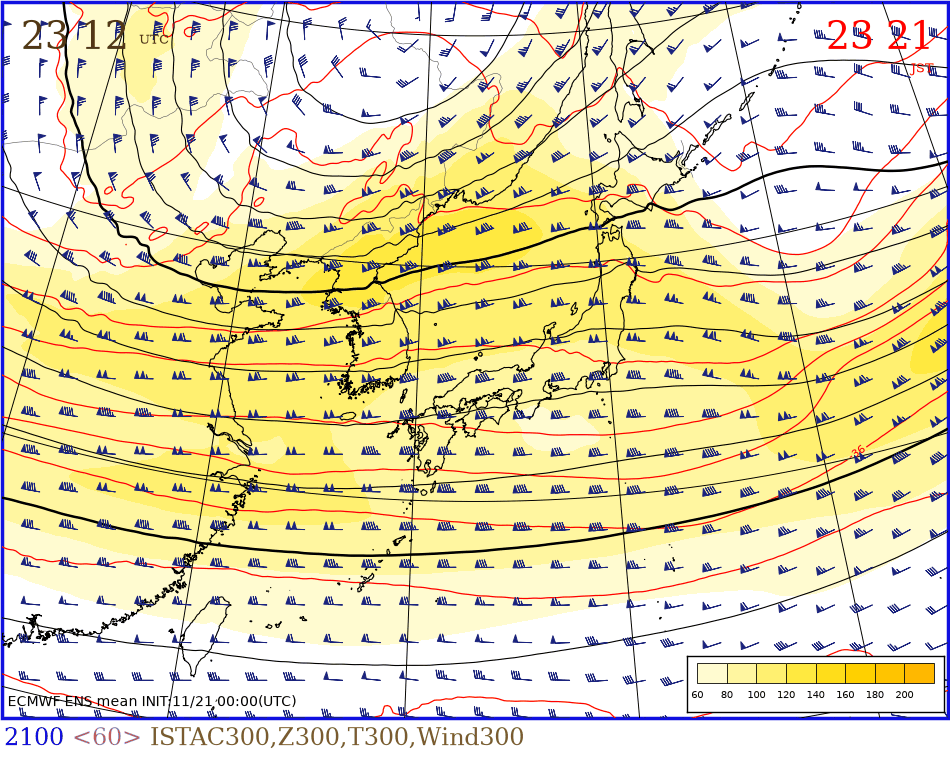 23 12 UTC 23 21 JST
-36
60 80 100 120 140 160 180 200
ECMWF ENS mean INIT:11/21 00:00(UTC)
2100 <60> ISTAC300,Z300,T300,Wind300